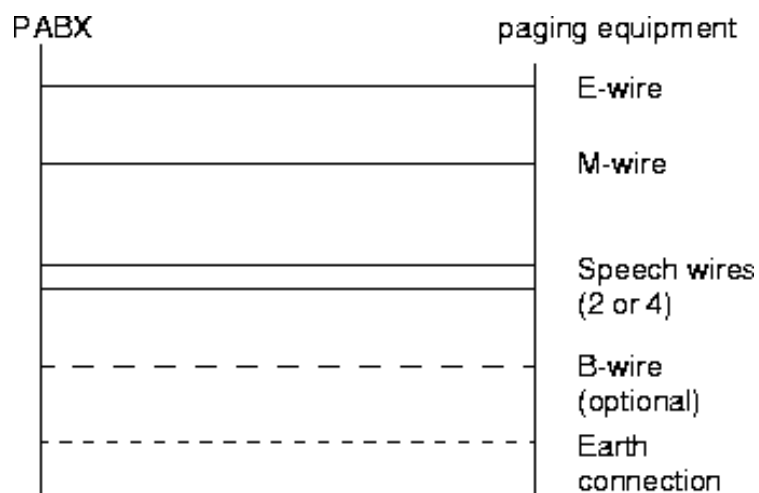 PABX
paging equipment
E-wire
M-wire
Speech wires
(2 or 4)
B-wire
(optional)
Earth
connection